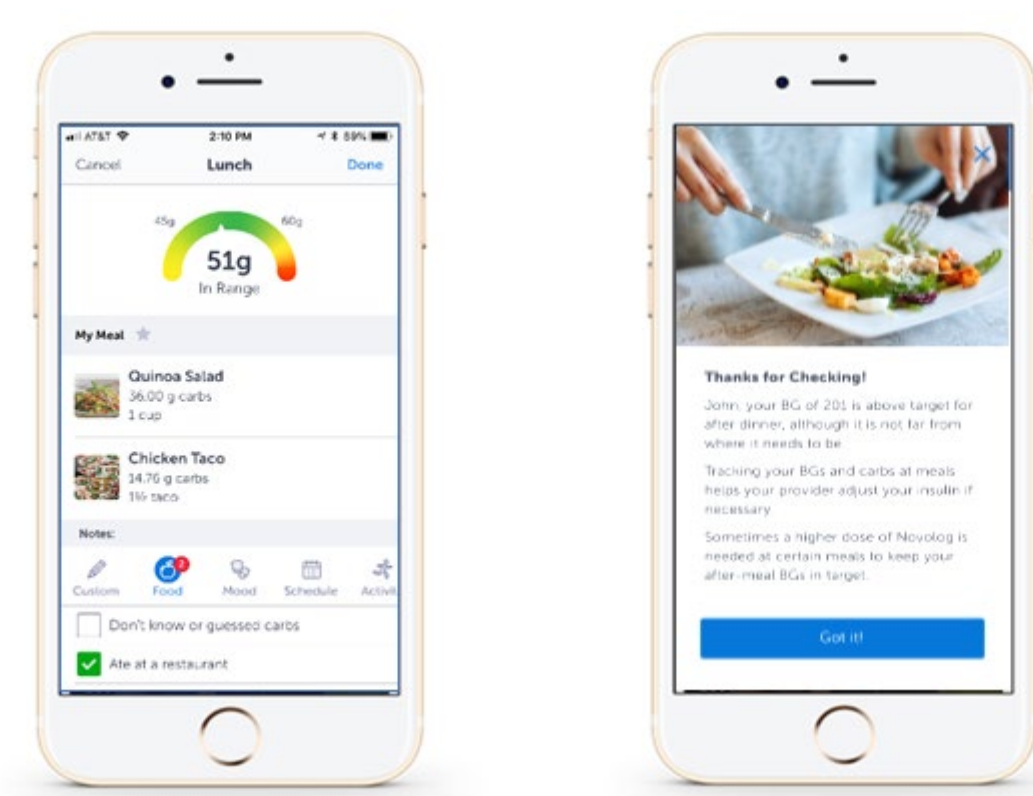 AT&T 2:10 PM 59%
Cancel Lunch Done
45g 60g
51g
In Range
My Meal
Quinoa Salad
36.00 g carbs
1 cup
Chicken Taco
14.76 g carbs
1½ taco
Notes:
2
Custom Food Mood Schedule Activit
Don't know or guessed carbs
Ate at a restaurant
Thanks for Checking!
John, your BG of 201 is above target for
after dinner, although it is not far from
where it needs to be
Tracking your BGs and carbs at meals
helps your provider adjust your insulin if
necessary
Sometimes a higher dose of Novolog is
needed at certain meals to keep your
after-meal BGs in target.
Got it!